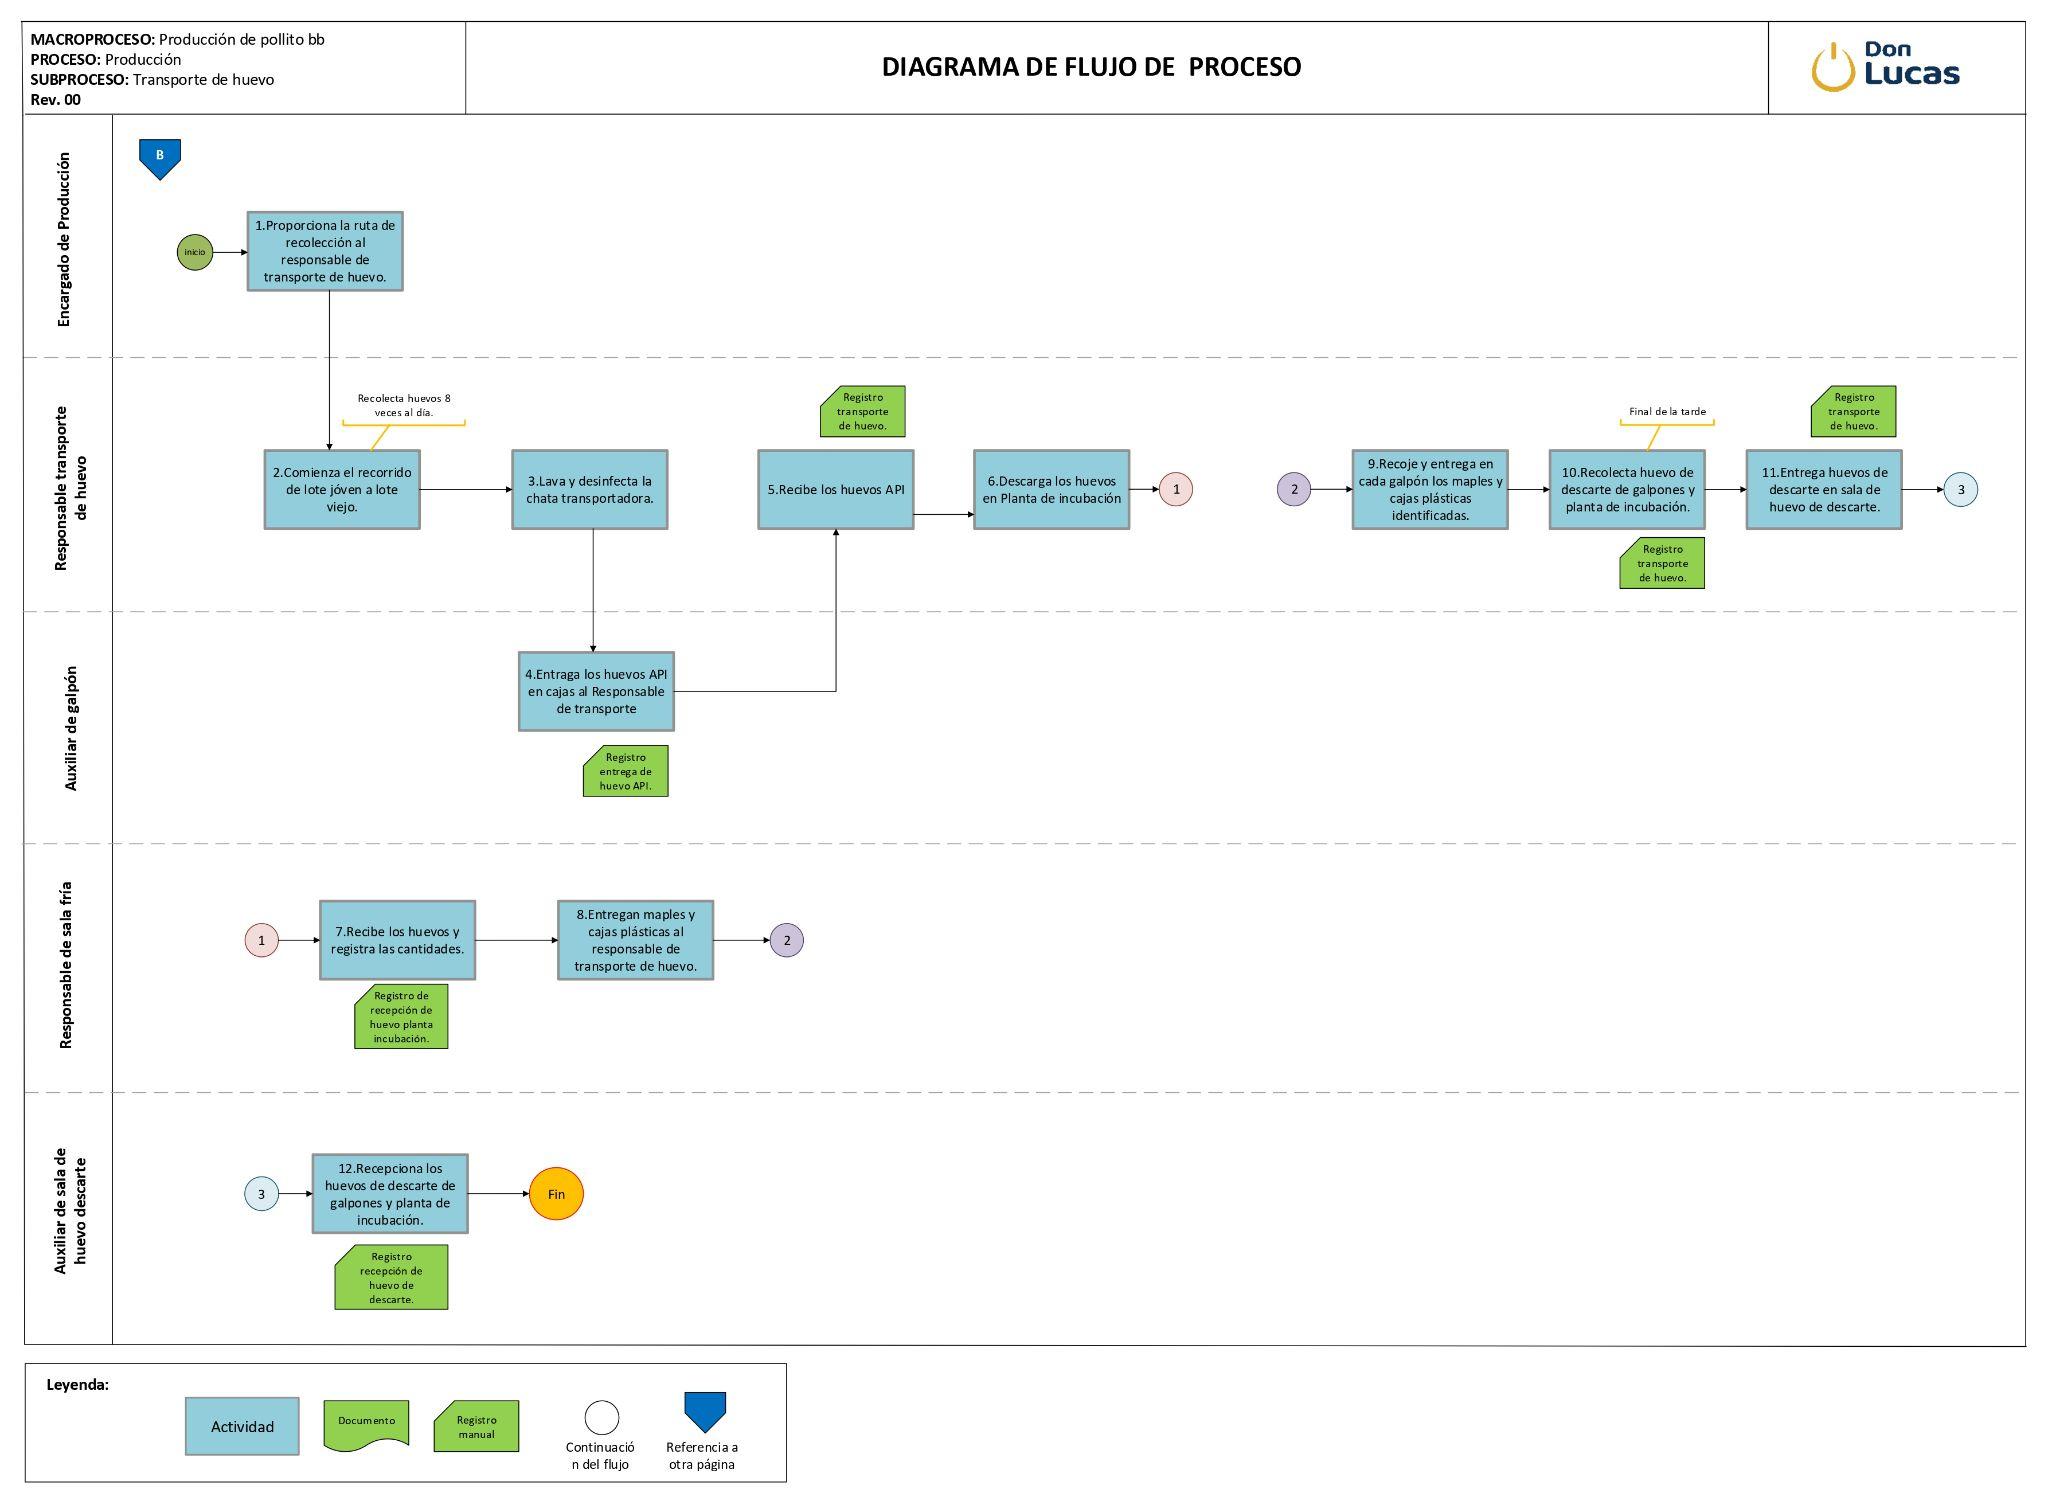 MACROPROCESO: Producción de pollito bb
PROCESO: Producción
SUBPROCESO: Transporte de huevo
Rev. 00
DIAGRAMA DE FLUJO DE PROCESO
Don
Lucas
Encargado de Producción
B
inicio
1.Proporciona la ruta de
recolección al
responsable de
transporte de huevo.
Responsable transporte
de huevo
Recolecta huevos 8
veces al día.
2.Comienza el recorrido
de lote jóven a lote
viejo.
3.Lava y desinfecta la
chata transportadora.
Registro
transporte
de huevo.
5.Recibe los huevos API
6.Descarga los huevos
en Planta de incubación
1
2
9.Recoje y entrega en
cada galpón los maples y
cajas plásticas
identificadas.
Final de la tarde
10.Recolecta huevo de
descarte de galpones y
planta de incubación.
Registro
transporte
de huevo.
Registro
transporte
de huevo.
11.Entrega huevos de
descarte en sala de
huevo de descarte.
3
Auxiliar de galpón
4.Entraga los huevos API
en cajas al Responsable
de transporte
Registro
entrega de
huevo API.
Responsable de sala fría
1
7.Recibe los huevos y
registra las cantidades.
Registro de
recepción de
huevo planta
incubación.
8.Entregan maples y
cajas plásticas al
responsable de
transporte de huevo.
2
Auxiliar de sala de
huevo descarte
3
12.Recepciona los
huevos de descarte de
galpones y planta de
incubación.
Fin
Registro
recepción de
huevo de
descarte.
Leyenda:
Actividad
Documento
Registro
manual
Continuació
n del flujo
Referencia a
otra página